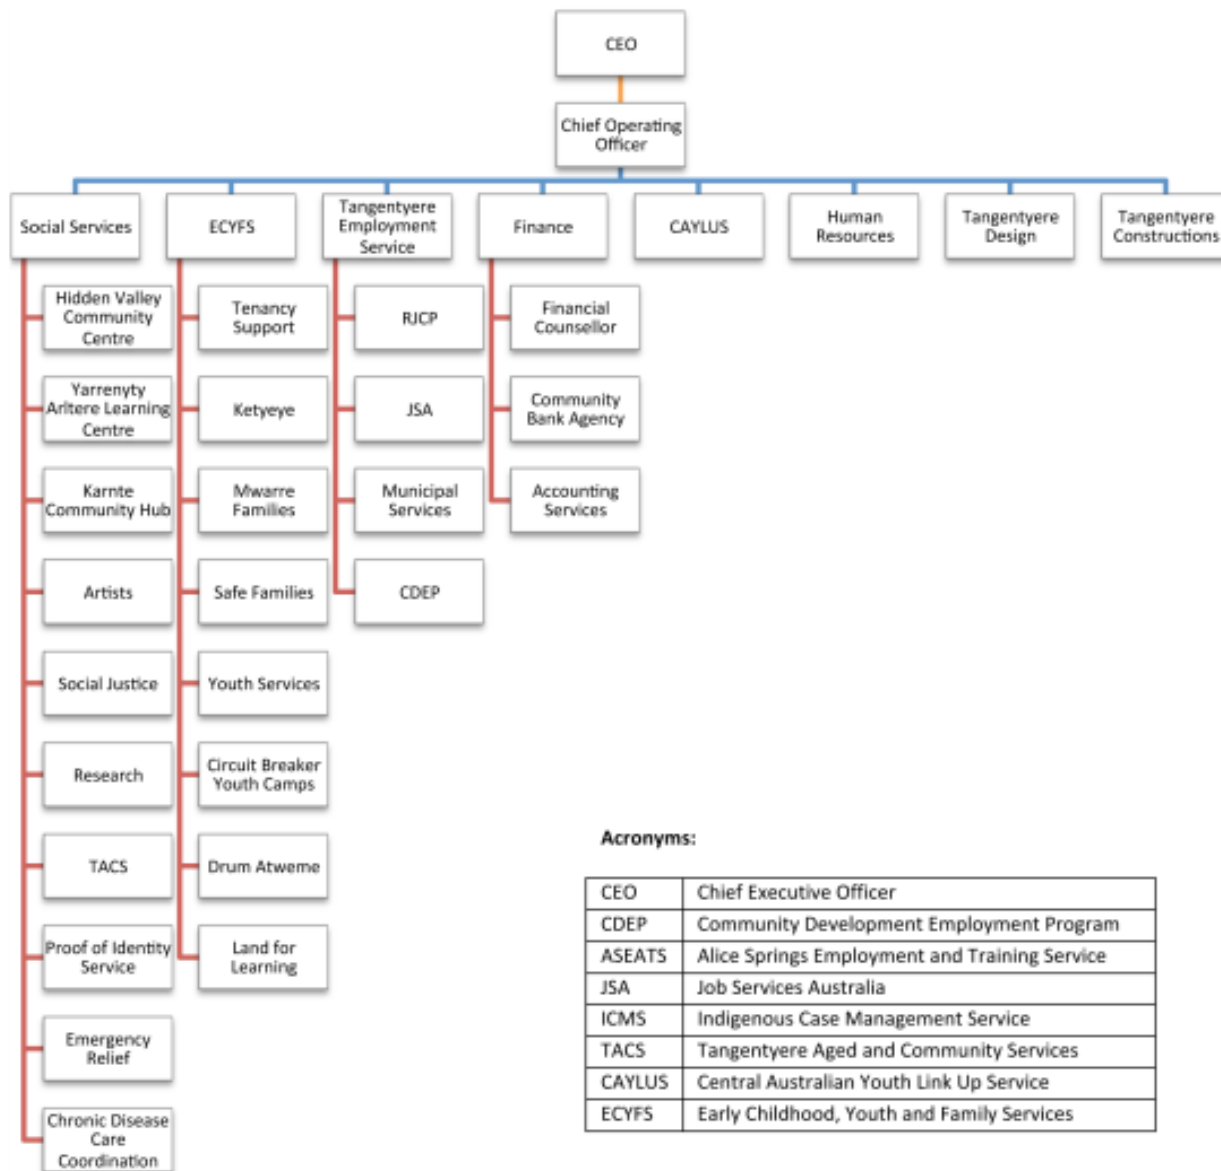 CEO
Chief Operating
Officer
Social Services
ECYFS
Tangentyere
Employment
Service
Finance
CAYLUS
Human
Resources
Tangentyere
Design
Tangentyere
Constructions
Hidden Valley
Community
Centre
Yarrenyty
Arltere Learning
Centre
Karnte
Community Hub
Artists
Social Justice
Research
TACS
Proof of Identity
Service
Emergency
Relief
Chronic Disease
Care
Coordination
Tenancy
Support
Ketyeye
Mwarre
Families
Safe Families
Youth Services
Circuit Breaker
Youth Camps
Drum Atweme
Land for
Learning
RJCP
JSA
Municipal
Services
CDEP
Financial
Counsellor
Community
Bank Agency
Accounting
Services
Acronyms:
CEO Chief Executive Officer
CDEP Community Development Employment Program
ASEATS Alice Springs Employment and Training Service
JSA Job Services Australia
ICMS Indigenous Case Management Service
TACS Tangentyere Aged and Community Services
CAYLUS Central Australian Youth Link Up Service
ECYFS Early Childhood, Youth and Family Services